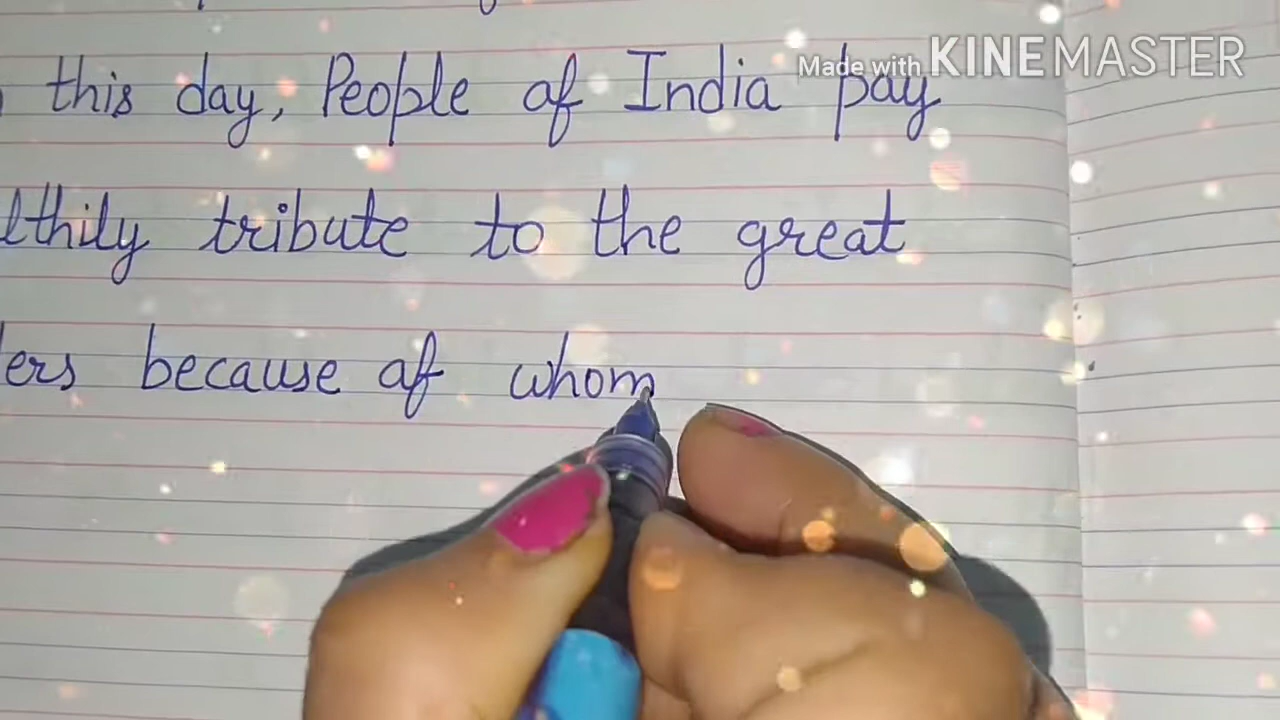 Made with KINEMASTER
this day, People of India pay
lthily tribute to the great
ers because of whom